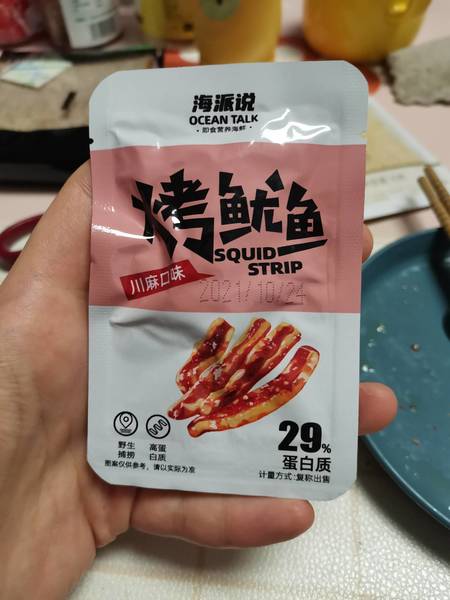 海派说
OCEAN TALK
·即食营养海鲜·
烤鱿鱼
SQUID
STRIP
川麻口味
2021/10/24
野生
捕捞
高蛋
白质
29%
蛋白质
图案仅供参考，请以实际为准
计量方式:复称出售